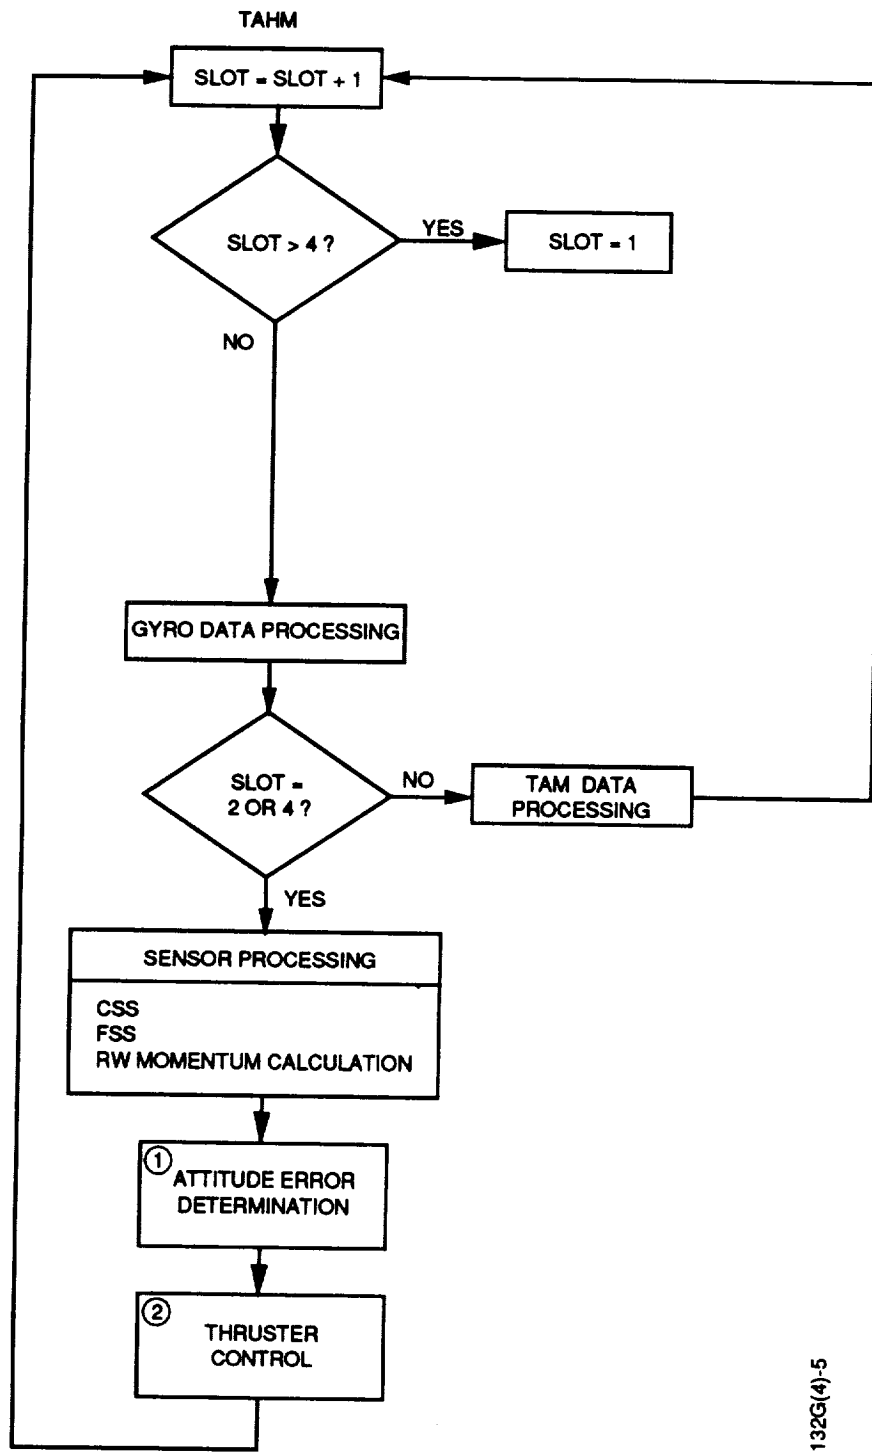 TAHM
SLOT = SLOT + 1
SLOT > 4 ?
YES
SLOT = 1
NO
GYRO DATA PROCESSING
SLOT =
2 OR 4 ?
NO
TAM DATA
PROCESSING
YES
SENSOR PROCESSING
CSS
FSS
RW MOMENTUM CALCULATION
1
ATTITUDE ERROR
DETERMINATION
2
THRUSTER
CONTROL
132G(4)-5